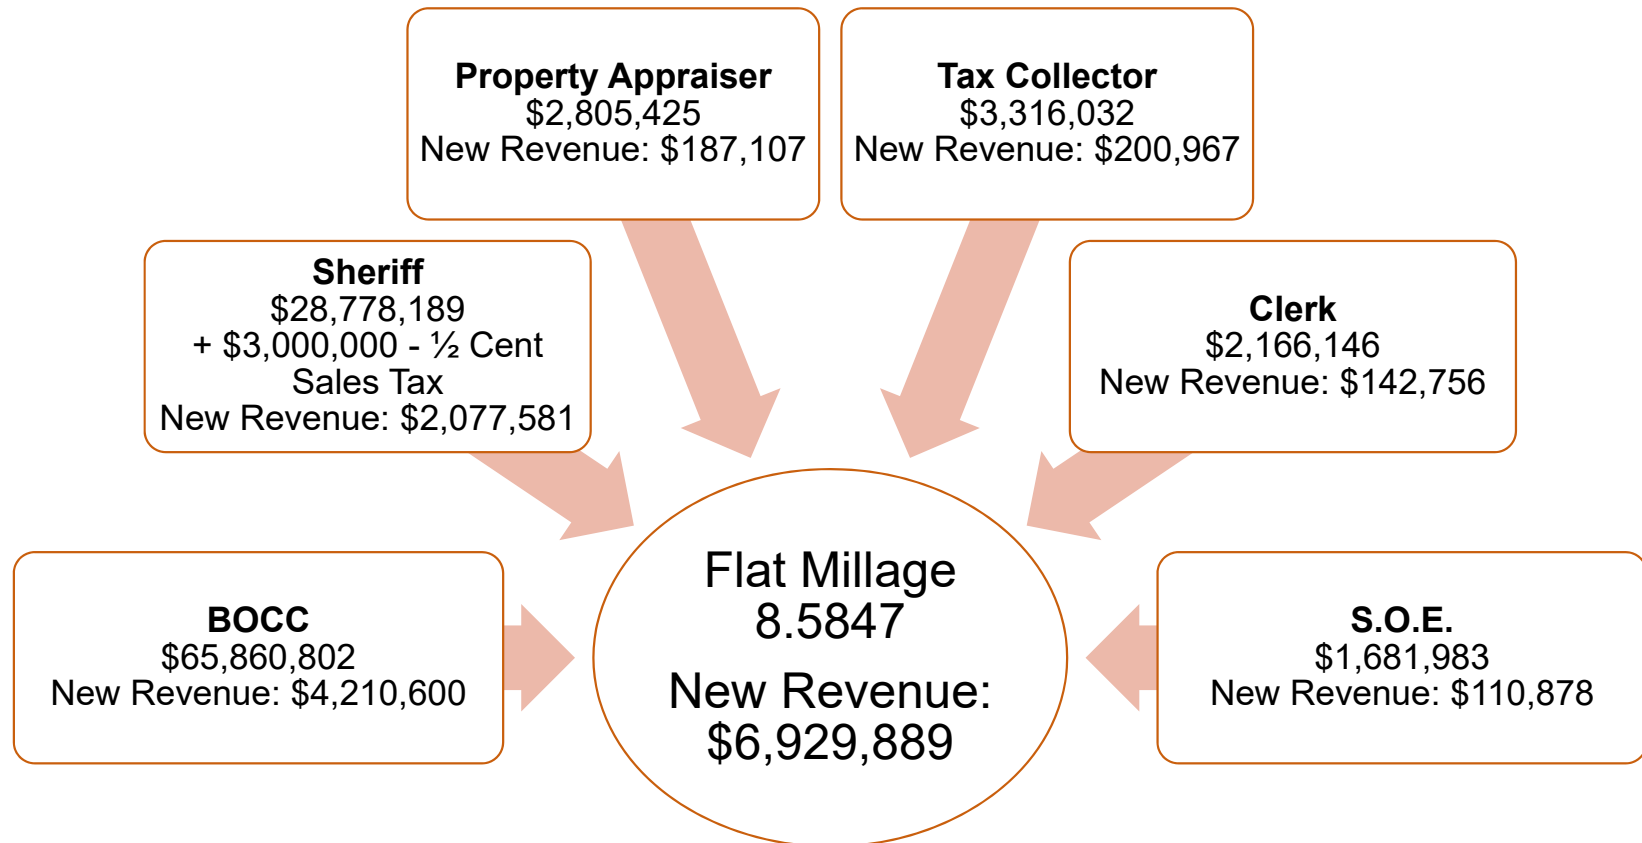 Property Appraiser
$2,805,425
New Revenue: $187,107
Tax Collector
$3,316,032
New Revenue: $200,967
Sheriff
$28,778,189
+ $3,000,000 - ½ Cent
Sales Tax
New Revenue: $2,077,581
Clerk
$2,166,146
New Revenue: $142,756
BOCC
$65,860,802
New Revenue: $4,210,600
Flat Millage
8.5847
New Revenue:
$6,929,889
S.O.E.
$1,681,983
New Revenue: $110,878